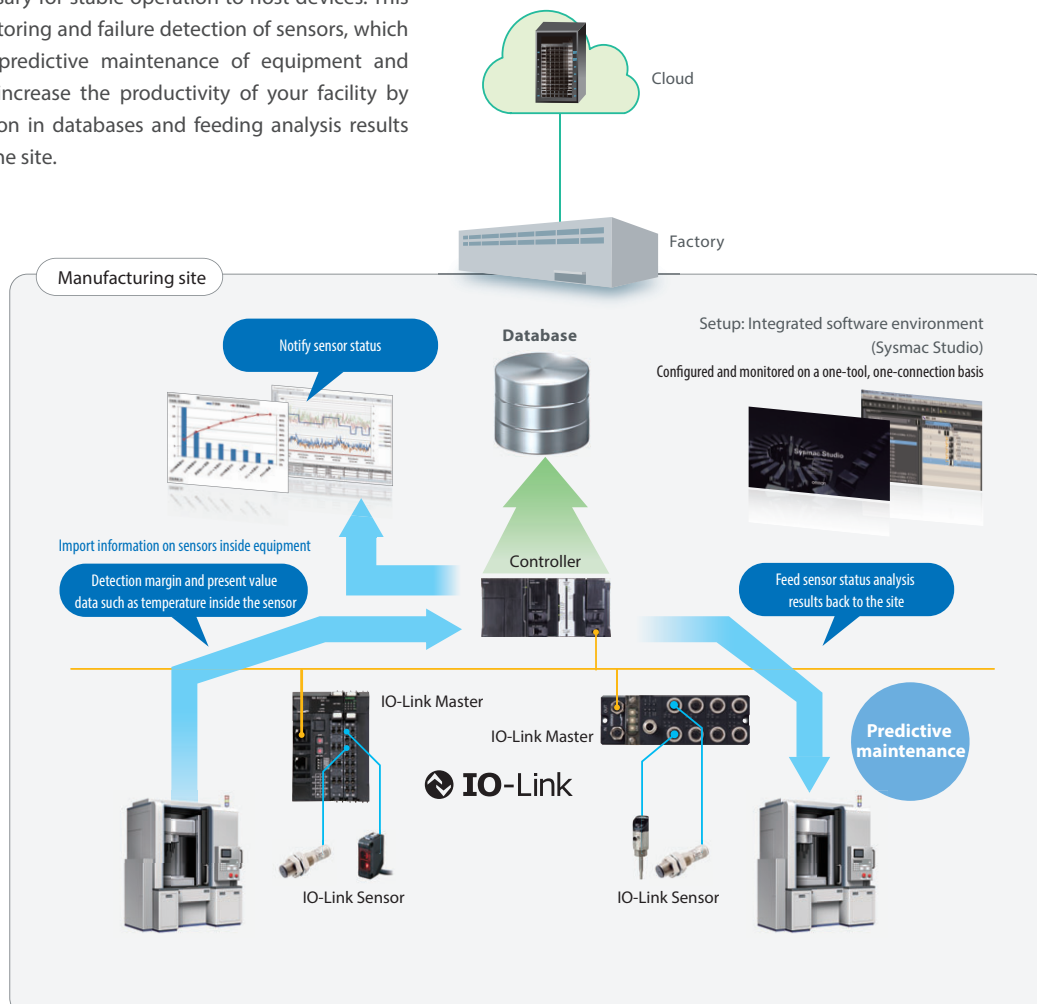 sary for stable operation to host devices. This
toring and failure detection of sensors, which
predictive maintenance of equipment and
increase the productivity of your facility by
on in databases and feeding analysis results
he site.
Cloud
Factory
Manufacturing site
Notify sensor status
Database
Setup: Integrated software environment
(Sysmac Studio)
Configured and monitored on a one-tool, one-connection basis
Sysmac Studio
Import information on sensors inside equipment
Detection margin and present value
data such as temperature inside the sensor
Controller
Feed sensor status analysis
results back to the site
IO-Link Master
IO-Link Master
Predictive
maintenance
IO-Link
IO-Link Sensor
IO-Link Sensor